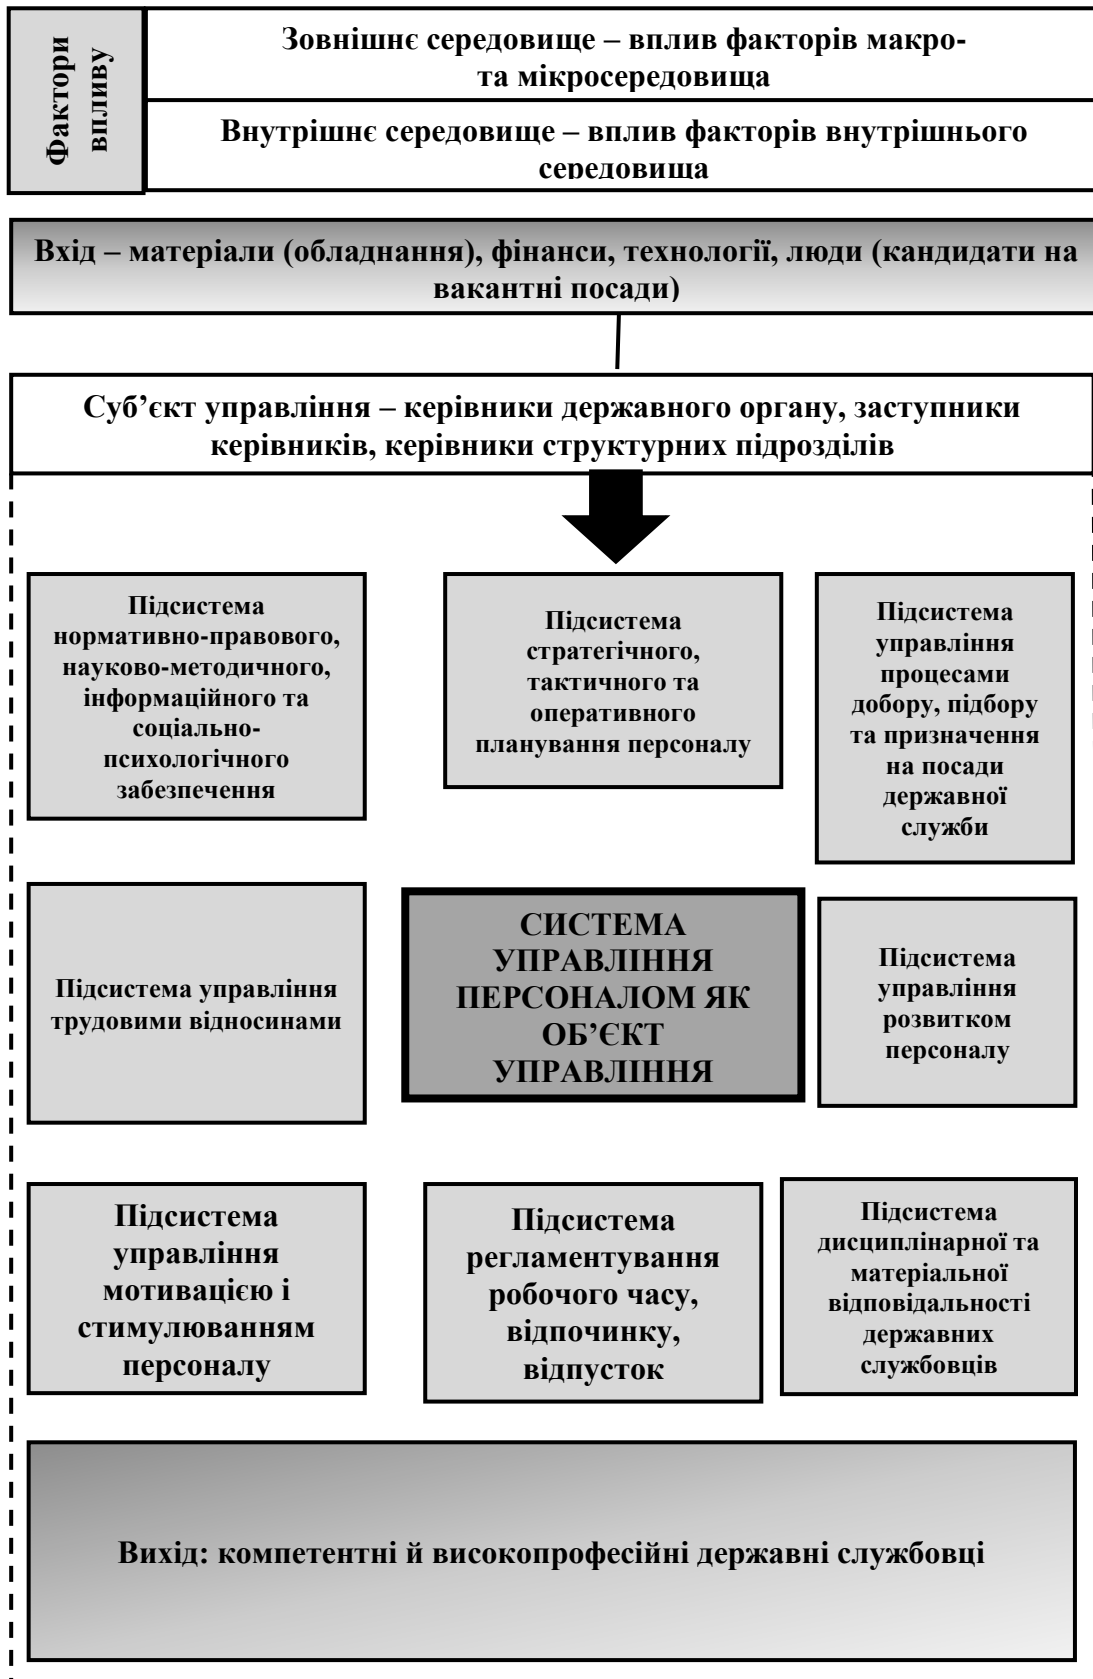 Фактори
впливу
Зовнішнє середовище – вплив факторів макро-
та мікросередовища
Внутрішнє середовище – вплив факторів внутрішнього
середовища
Вхід – матеріали (обладнання), фінанси, технології, люди (кандидати на
вакантні посади)
Суб’єкт управління – керівники державного органу, заступники
керівників, керівники структурних підрозділів
Підсистема
нормативно-правового,
науково-методичного,
інформаційного та
соціально-
психологічного
забезпечення
Підсистема
стратегічного,
тактичного та
оперативного
планування персоналу
Підсистема
управління
процесами
добору, підбору
та призначення
на посади
державної
служби
Підсистема управління
трудовими відносинами
СИСТЕМА
УПРАВЛІННЯ
ПЕРСОНАЛОМ ЯК
ОБ’ЄКТ
УПРАВЛІННЯ
Підсистема
управління
розвитком
персоналу
Підсистема
управління
мотивацією і
стимулюванням
персоналу
Підсистема
регламентування
робочого часу,
відпочинку,
відпусток
Підсистема
дисциплінарної та
матеріальної
відповідальності
державних
службовців
Вихід: компетентні й високопрофесійні державні службовці